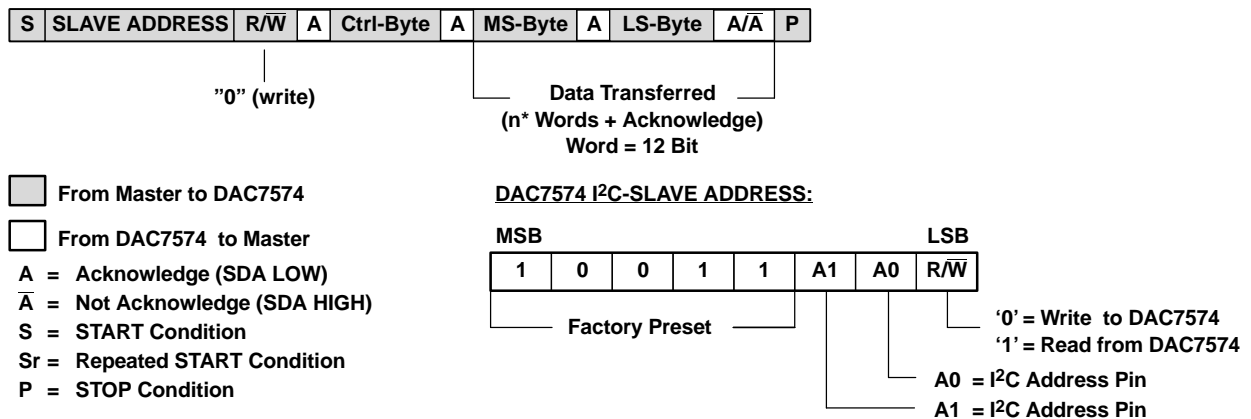 S SLAVE ADDRESS R/W̅ A Ctrl-Byte A MS-Byte A LS-Byte A/A̅ P
”0” (write)
Data Transferred
(n* Words + Acknowledge)
Word = 12 Bit
From Master to DAC7574
From DAC7574 to Master
A = Acknowledge (SDA LOW)
A̅ = Not Acknowledge (SDA HIGH)
S = START Condition
Sr = Repeated START Condition
P = STOP Condition
DAC7574 I²C-SLAVE ADDRESS:
MSB LSB
1 0 0 1 1 A1 A0 R/W̅
Factory Preset
‘0’ = Write to DAC7574
‘1’ = Read from DAC7574
A0 = I²C Address Pin
A1 = I²C Address Pin